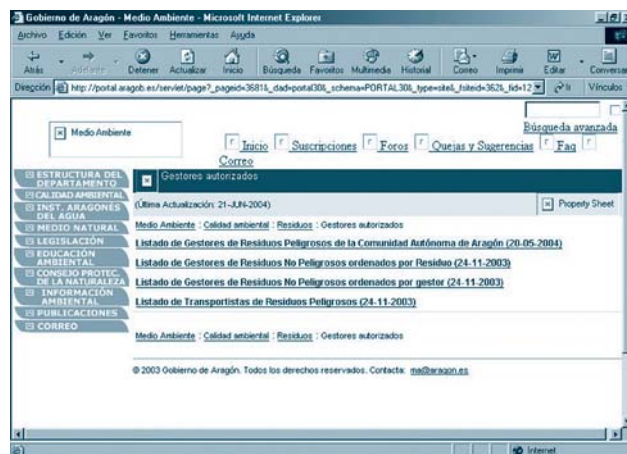 Gobierno de Aragón - Medio Ambiente - Microsoft Internet Explorer
Archivo Edición Ver Favoritos Herramientas Ayuda
Atrás Adelante Detener Actualizar Inicio Búsqueda Favoritos Multimedia Historial Correo Imprimir Editar Conversar
Dirección http://portal.aragob.es/servlet/page?_pageid=3681&_dad=portal30&_schema=PORTAL30&_type=site&_fsiteid=362&_fid=12 Ir Vínculos
Búsqueda avanzada
Medio Ambiente
Inicio Suscripciones Foros Quejas y Sugerencias Faq
Correo
ESTRUCTURA DEL
DEPARTAMENTO
CALIDAD AMBIENTAL
INST. ARAGONÉS
DEL AGUA
MEDIO NATURAL
LEGISLACIÓN
EDUCACIÓN
AMBIENTAL
CONSEJO PROTEC.
DE LA NATURALEZA
INFORMACIÓN
AMBIENTAL
PUBLICACIONES
CORREO
Gestores autorizados
(Última Actualización: 21-JUN-2004) Property Sheet
Medio Ambiente : Calidad ambiental : Residuos : Gestores autorizados
Listado de Gestores de Residuos Peligrosos de la Comunidad Autónoma de Aragón (20-05-2004)
Listado de Gestores de Residuos No Peligrosos ordenados por Residuo (24-11-2003)
Listado de Gestores de Residuos No Peligrosos ordenados por gestor (24-11-2003)
Listado de Transportistas de Residuos Peligrosos (24-11-2003)
Medio Ambiente : Calidad ambiental : Residuos : Gestores autorizados
© 2003 Gobierno de Aragón. Todos los derechos reservados. Contacta: ma@aragon.es
Internet